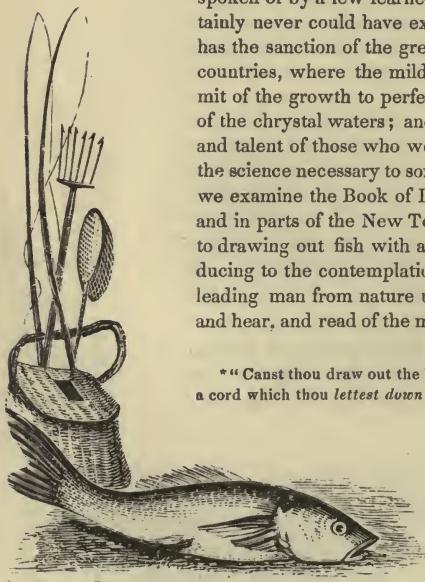 spoken of by a few learned
tainly never could have ex
has the sanction of the gre
countries, where the mild
mit of the growth to perfe
of the chrystal waters; and
and talent of those who we
the science necessary to so
we examine the Book of
and in parts of the New Te
to drawing out fish with a
ducing to the contemplati
leading man from nature u
and hear, and read of the m
*" Canst thou draw out the
a cord which thou lettest down